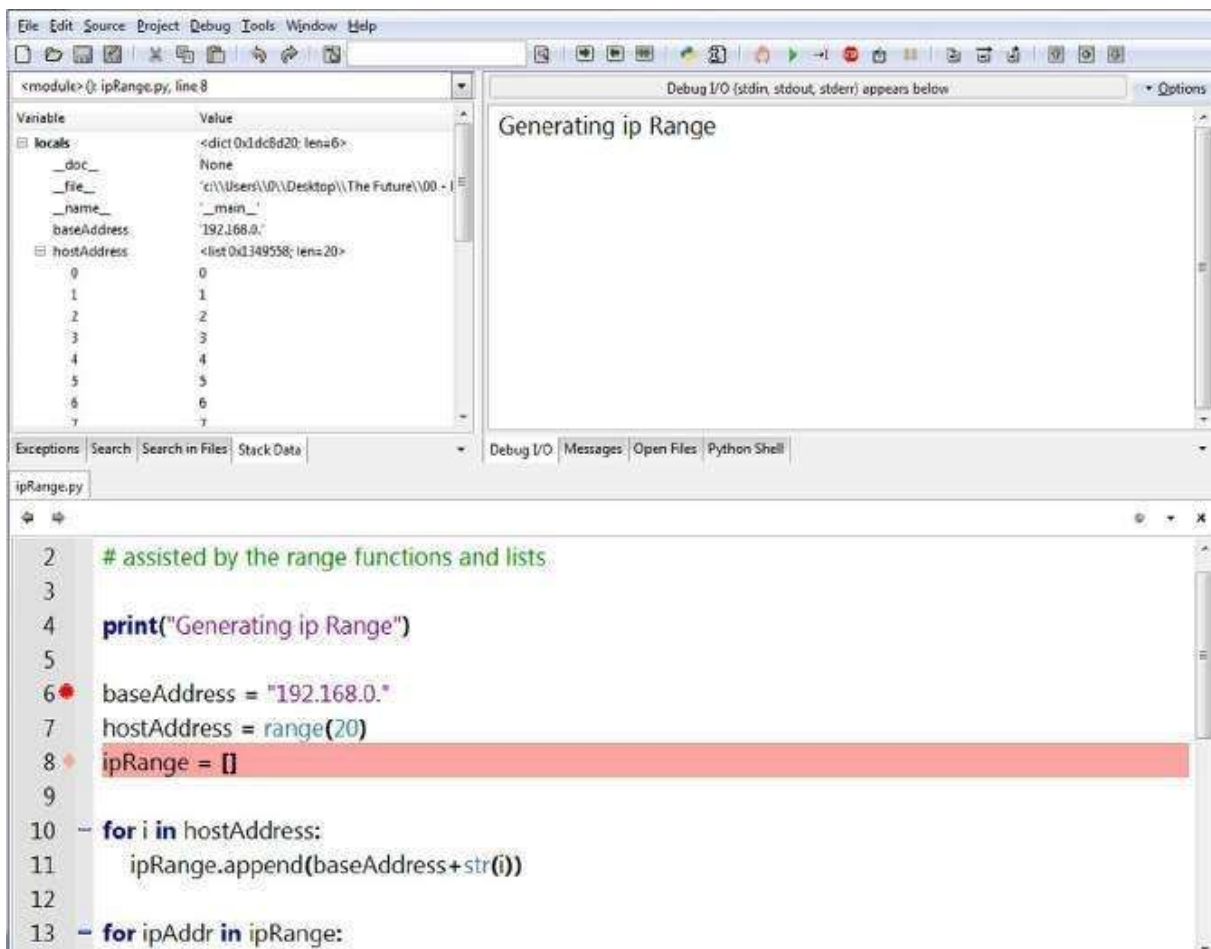 File Edit Source Project Debug Tools Window Help
<module>(): ipRange.py, line 8
Variable Value
locals <dict 0x1dc8d20; len=6>
__doc__ None
__file__ 'c:\\Users\\0\\Desktop\\The Future\\00 -
__name__ '__main__'
baseAddress '192.168.0.'
hostAddress <list 0x1349558; len=20>
0 0
1 1
2 2
3 3
4 4
5 5
6 6
7 7
Exceptions Search Search in Files Stack Data
Debug I/O (stdin, stdout, stderr) appears below
Options
Generating ip Range
Debug I/O Messages Open Files Python Shell
ipRange.py
2 # assisted by the range functions and lists
3
4 print("Generating ip Range")
5
6 baseAddress = "192.168.0."
7 hostAddress = range(20)
8 ipRange = []
9
10 for i in hostAddress:
11 ipRange.append(baseAddress+str(i))
12
13 for ipAddr in ipRange: